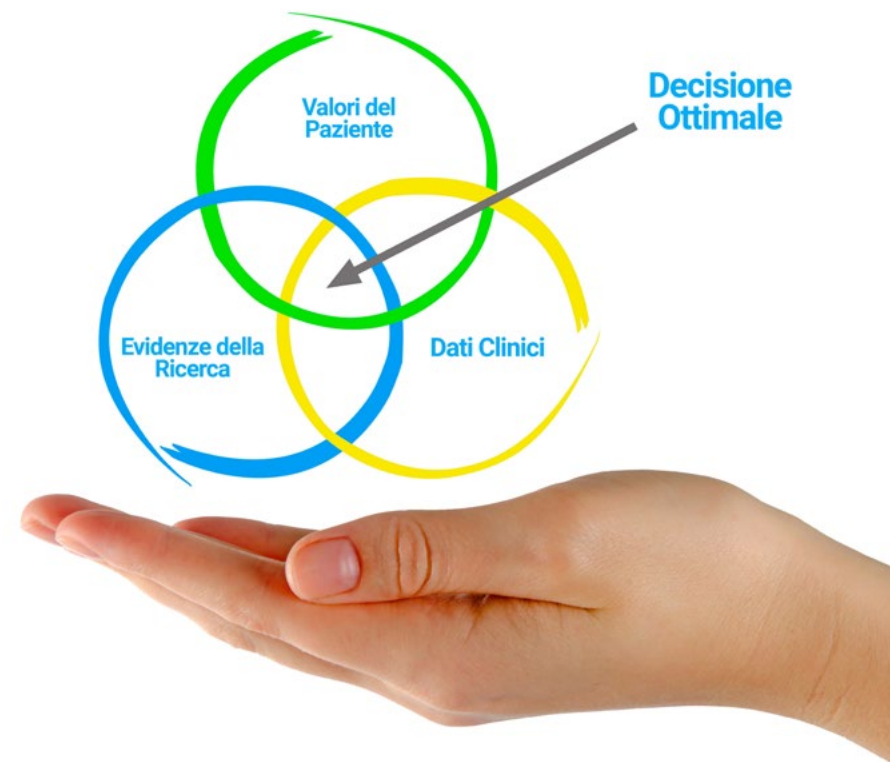 Valori del
Paziente
Decisione
Ottimale
Evidenze della
Ricerca
Dati Clinici